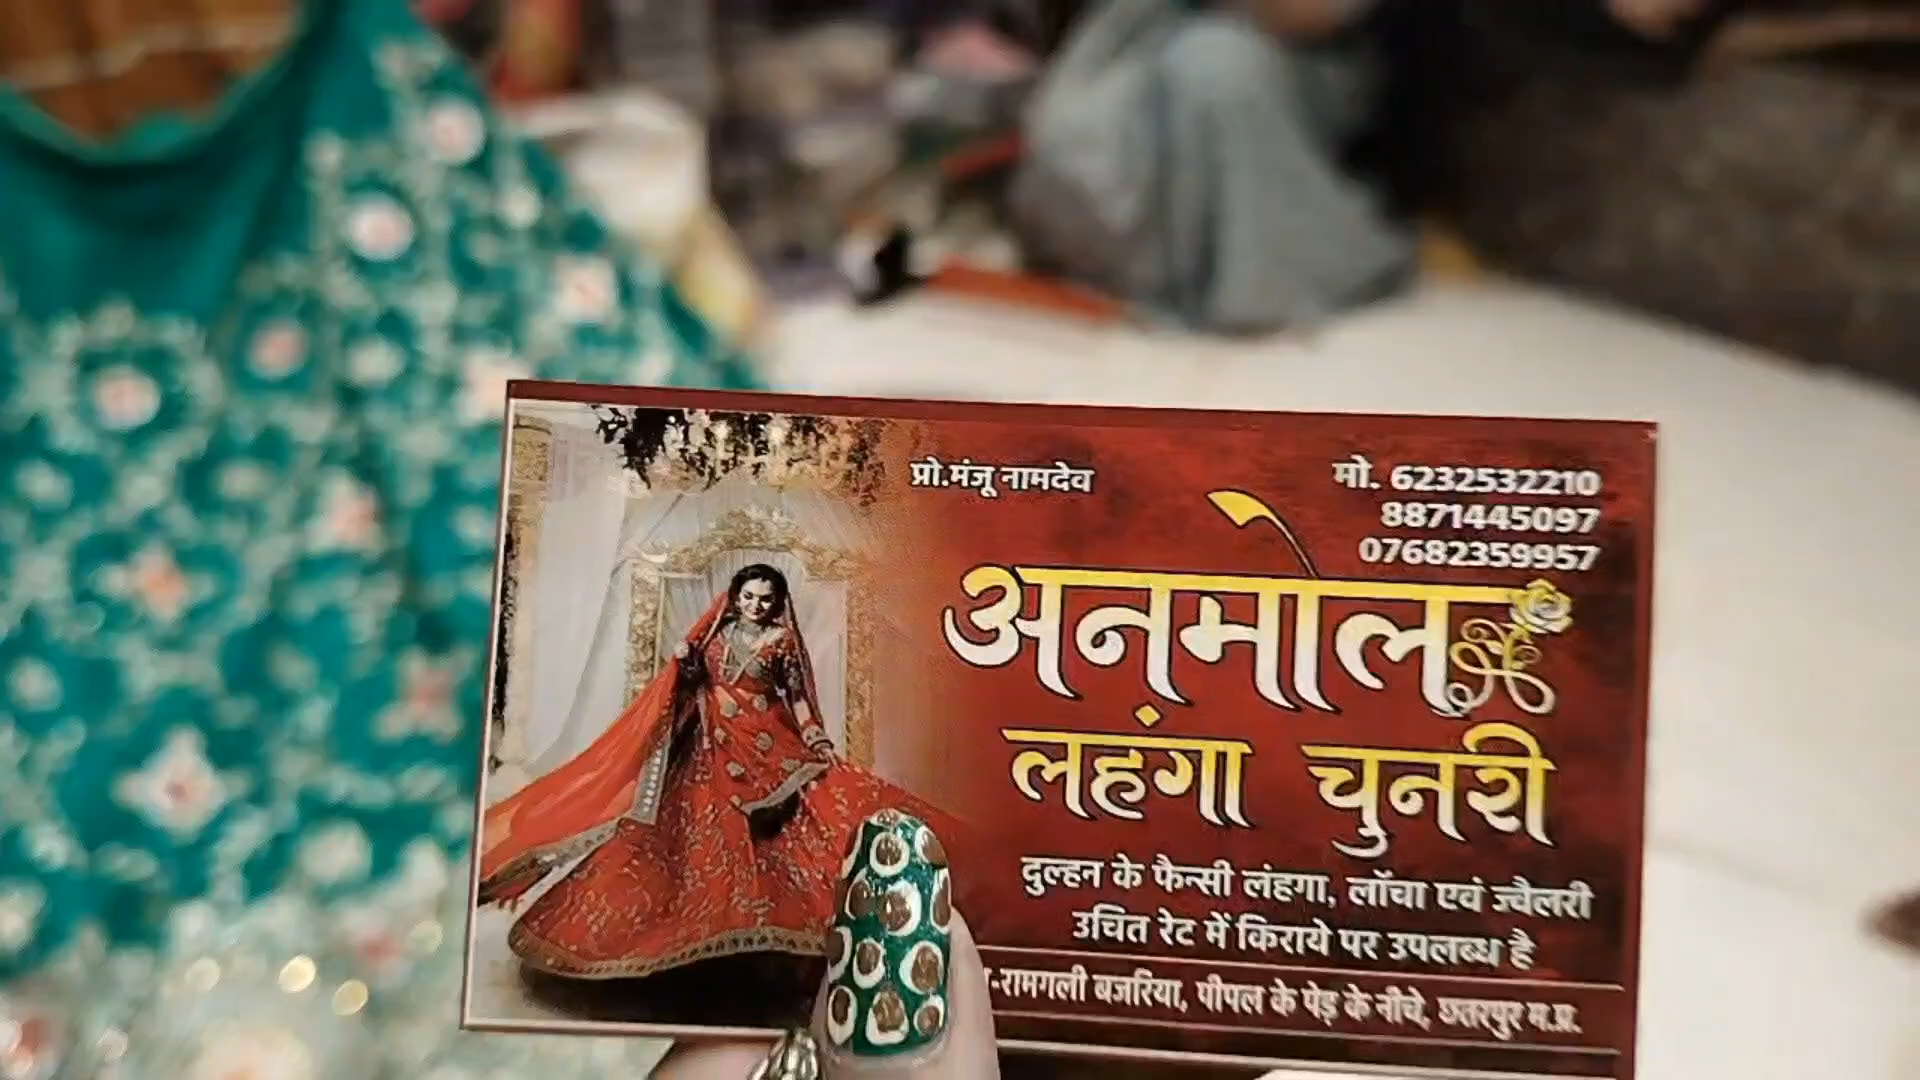 प्रो.मंजू नामदेव
मो. 6232532210
8871445097
07682359957
अनमोल
लहंगा चुनरी
दुल्हन के फैन्सी लंहगा, लॉचा एवं ज्वैलरी
उचित रेट में किराये पर उपलब्ध है
-रामगली बजरिया, पीपल के पेड़ के नीचे, छतरपुर म.प्र.